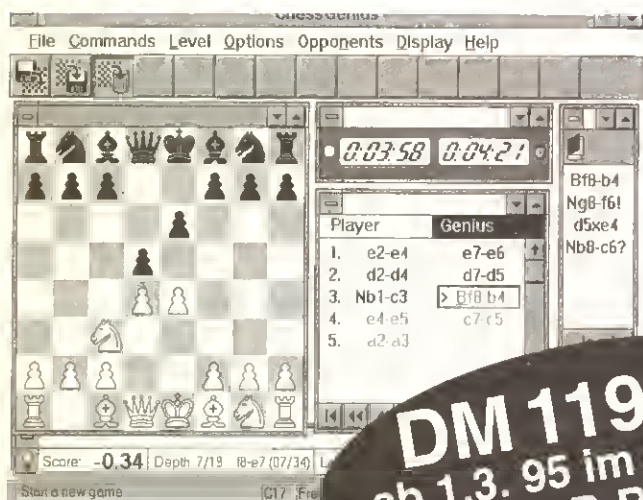 ChessGenius
File Commands Level Options Opponents Display Help
0:03:58 0:04:21
Bf8-b4
Ng8-f6!
d5xe4
Nb8-c6?
Player Genius
1. e2-e4 e7-e6
2. d2-d4 d7-d5
3. Nb1-c3 > Bf8-b4
4. e4-e5 c7-c5
5. a2-a3
Score: -0.34 Depth 7/19 f8-e7 (07/34)
Start a new game C17
DM 119
ab 1.3. 95 im